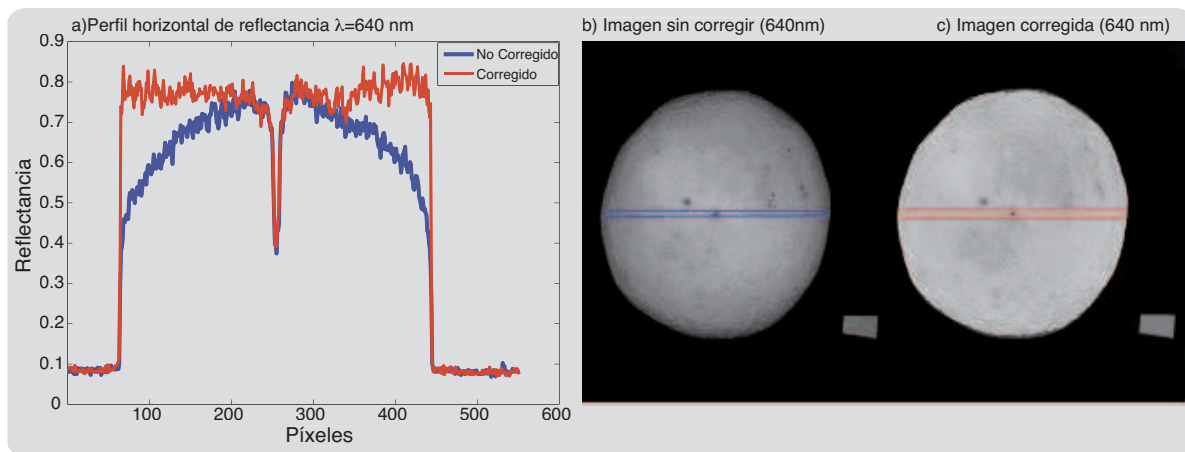 a)Perfil horizontal de reflectancia λ=640 nm
b) Imagen sin corregir (640nm)
c) Imagen corregida (640 nm)
No Corregido
Corregido
Reflectancia
0.9
0.8
0.7
0.6
0.5
0.4
0.3
0.2
0.1
0
100
200
300
400
500
600
Píxeles